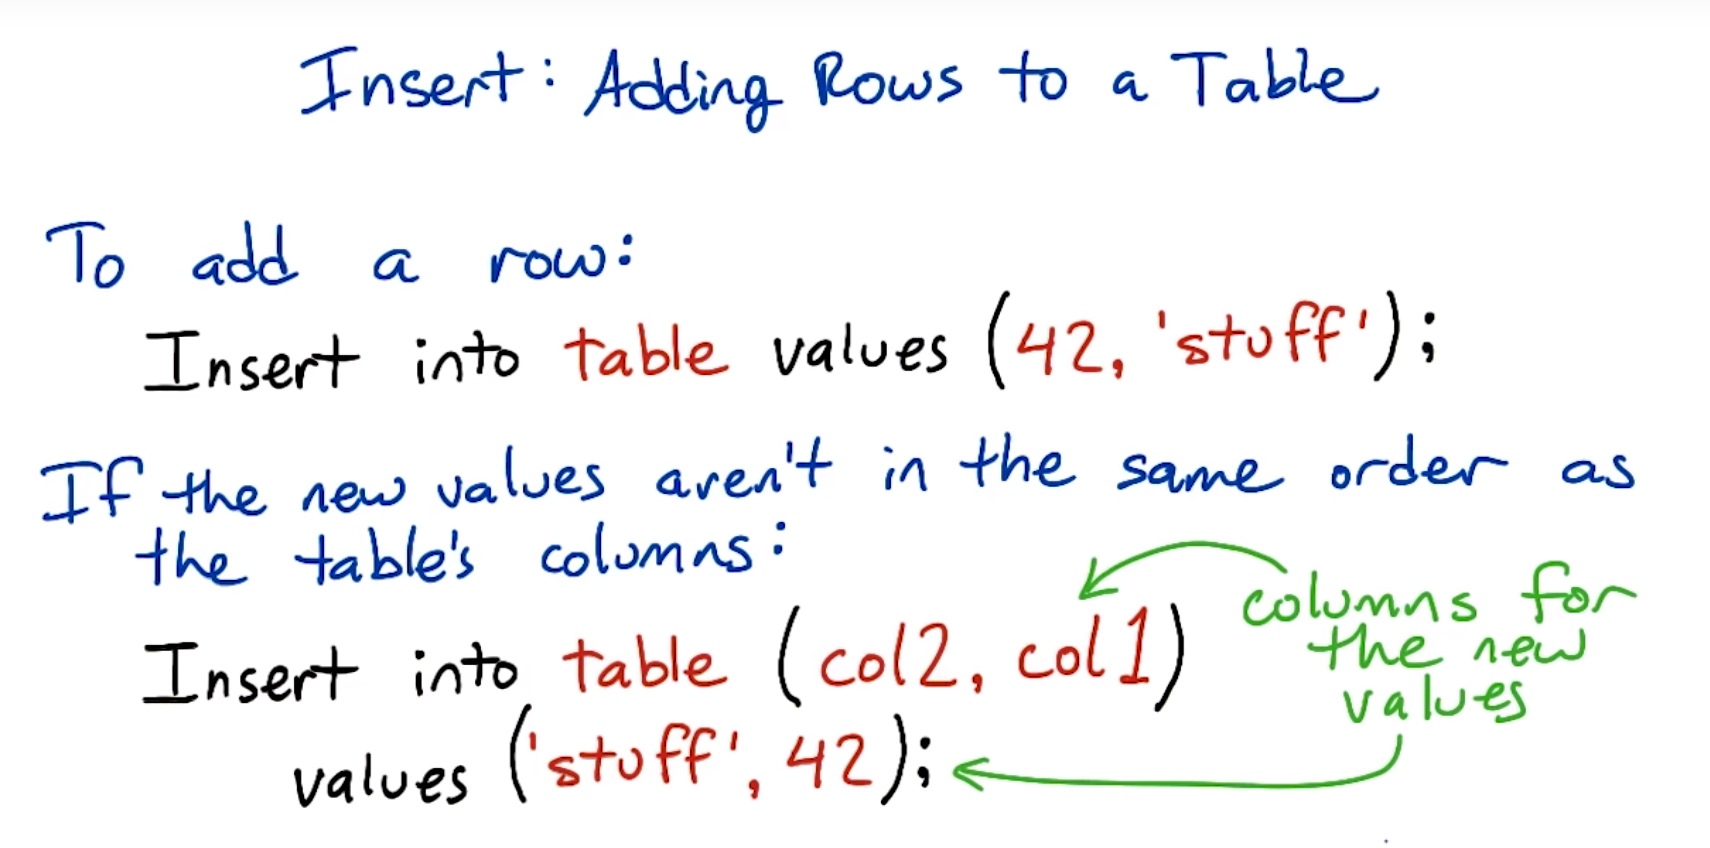 Insert: Adding Rows to a Table
To add a row:
Insert into table values (42, 'stuff');
If the new values aren't in the same order as
the table's columns:
Insert into table (col2, col1)
values ('stuff', 42);
columns for
the new
values